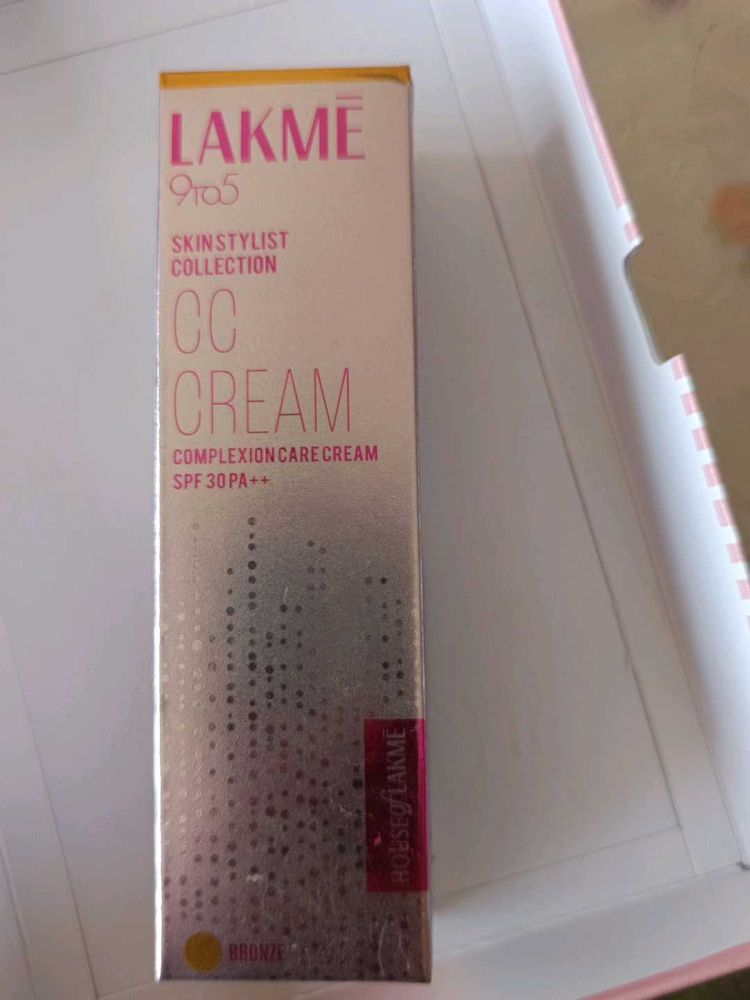 LAKMĒ
9TO5
SKIN STYLIST
COLLECTION
CC
CREAM
COMPLEXION CARE CREAM
SPF 30 PA++
HOUSE of LAKMĒ
BRONZE